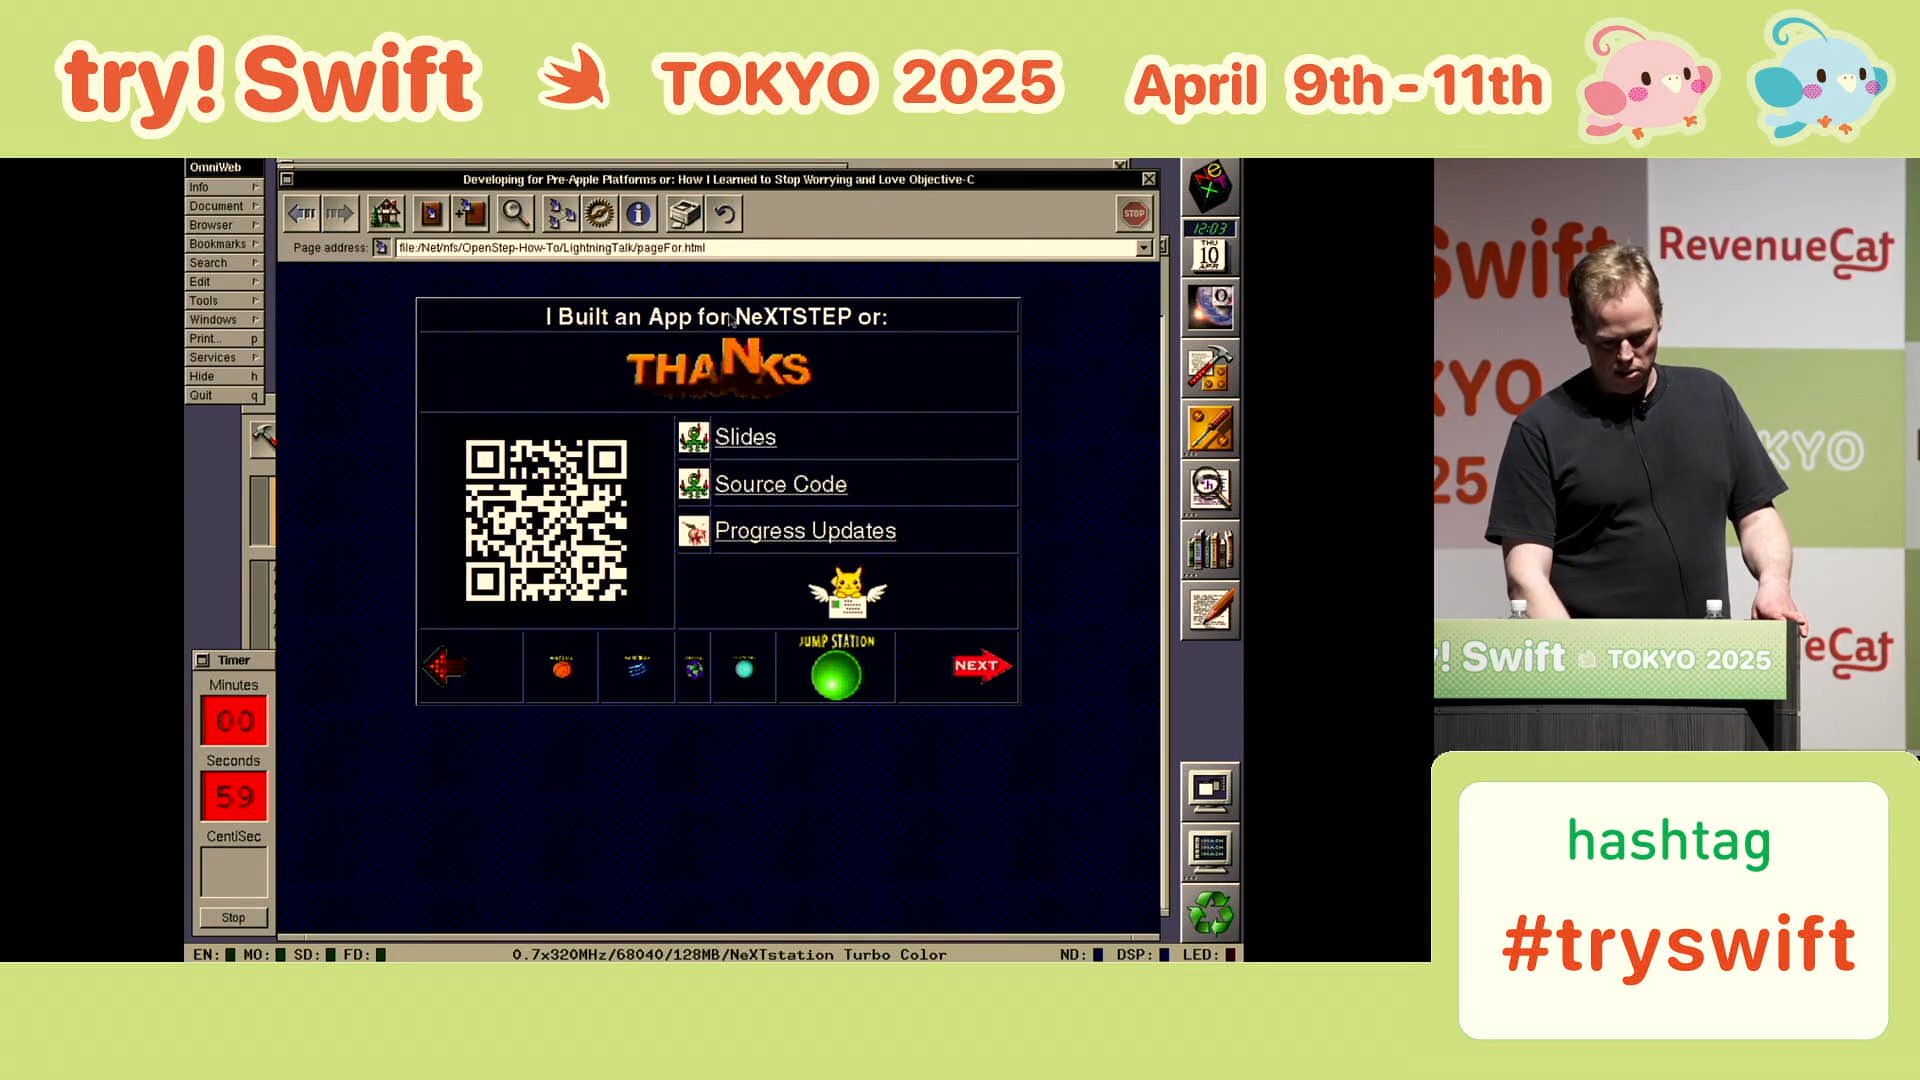 try! Swift TOKYO 2025 April 9th-11th
OmniWeb
Info
Document
Browser
Bookmarks
Search
Edit
Tools
Windows
Print... p
Services
Hide h
Quit q
Developing for Pre-Apple Platforms or: How I Learned to Stop Worrying and Love Objective-C
STOP
Page address: file:/Net/nfs/OpenStep-How-To/LightningTalk/pageFor.html
I Built an App for NeXTSTEP or:
THANKS
Slides
Source Code
Progress Updates
JUMP STATION
NEXT
Timer
Minutes
00
Seconds
59
CentiSec
Stop
12:03
THU
10
APR
EN: MO: SD: FD: 0.7x320MHz/68040/128MB/NeXTstation Turbo Color ND: DSP: LED:
Swift
RevenueCat
KYO
25
KYO
eCat
! Swift TOKYO 2025
hashtag
#tryswift